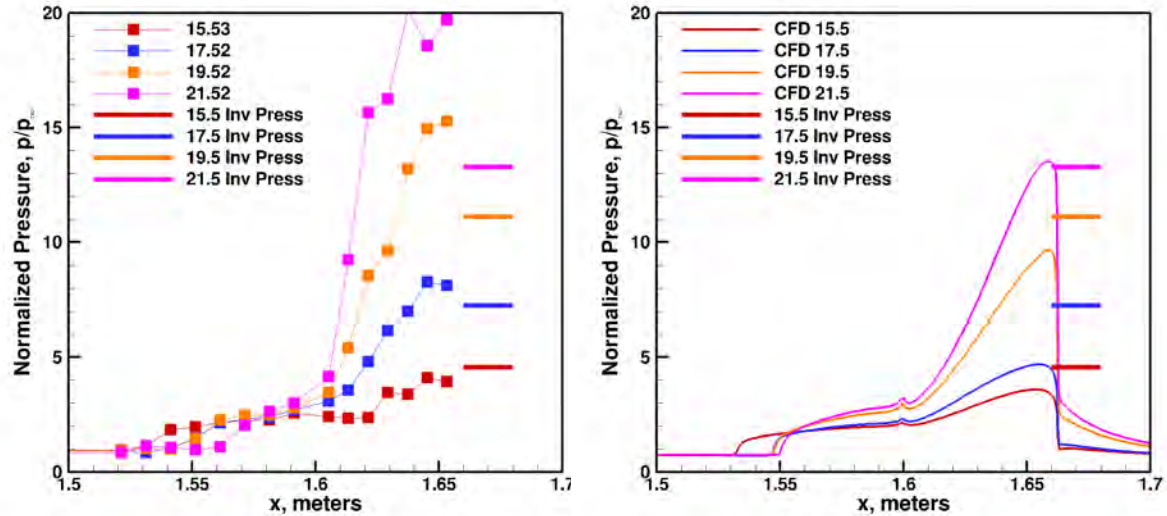 20
15
10
5
0
Normalized Pressure, p/p∞
15.53
17.52
19.52
21.52
15.5 Inv Press
17.5 Inv Press
19.5 Inv Press
21.5 Inv Press
1.5 1.55 1.6 1.65 1.7
x, meters
20
15
10
5
0
Normalized Pressure, p/p∞
CFD 15.5
CFD 17.5
CFD 19.5
CFD 21.5
15.5 Inv Press
17.5 Inv Press
19.5 Inv Press
21.5 Inv Press
1.5 1.55 1.6 1.65 1.7
x, meters